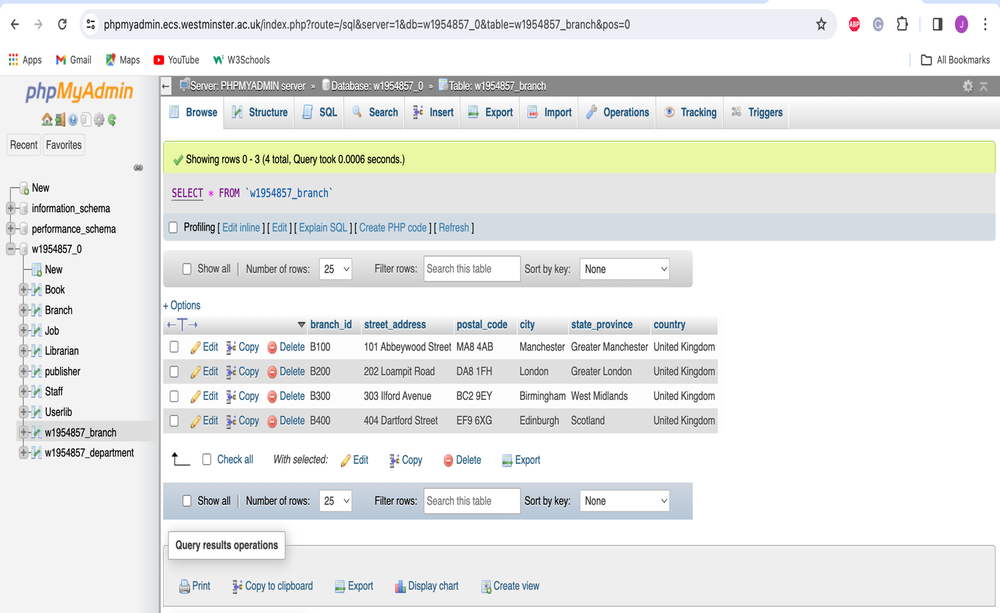 phpmyadmin.ecs.westminster.ac.uk/index.php?route=/sql&server=1&db=w1954857_0&table=w1954857_branch&pos=0
ABP G J
Apps Gmail Maps YouTube W3Schools All Bookmarks
phpMyAdmin
Server: PHPMYADMIN server » Database: w1954857_0 » Table: w1954857_branch
Browse Structure SQL Search Insert Export Import Operations Tracking Triggers
Recent Favorites
Showing rows 0 - 3 (4 total, Query took 0.0006 seconds.)
SELECT * FROM `w1954857_branch`
Profiling [ Edit inline ] [ Edit ] [ Explain SQL ] [ Create PHP code ] [ Refresh ]
New
information_schema
performance_schema
w1954857_0
New
Book
Branch
Job
Librarian
publisher
Staff
Userlib
w1954857_branch
w1954857_department
Show all | Number of rows: 25 Filter rows: Search this table Sort by key: None
+ Options
branch_id street_address postal_code city state_province country
Edit Copy Delete B100 101 Abbeywood Street MA8 4AB Manchester Greater Manchester United Kingdom
Edit Copy Delete B200 202 Loampit Road DA8 1FH London Greater London United Kingdom
Edit Copy Delete B300 303 Ilford Avenue BC2 9EY Birmingham West Midlands United Kingdom
Edit Copy Delete B400 404 Dartford Street EF9 6XG Edinburgh Scotland United Kingdom
Check all With selected: Edit Copy Delete Export
Show all | Number of rows: 25 Filter rows: Search this table Sort by key: None
Query results operations
Print Copy to clipboard Export Display chart Create view